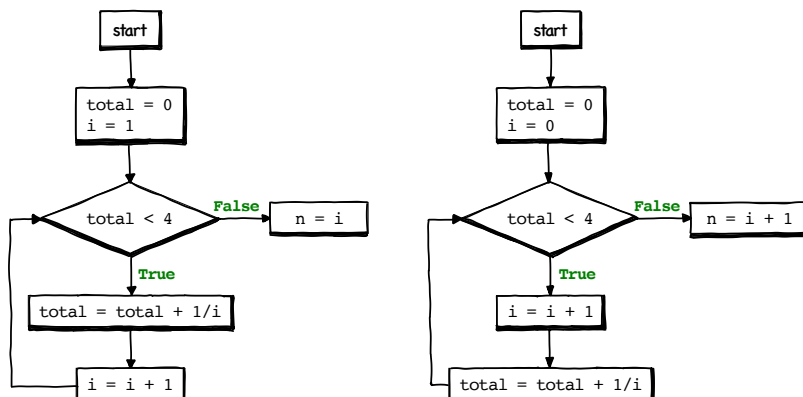 start
total = 0
i = 1
total < 4
False
n = i
True
total = total + 1/i
i = i + 1
start
total = 0
i = 0
total < 4
False
n = i + 1
True
i = i + 1
total = total + 1/i